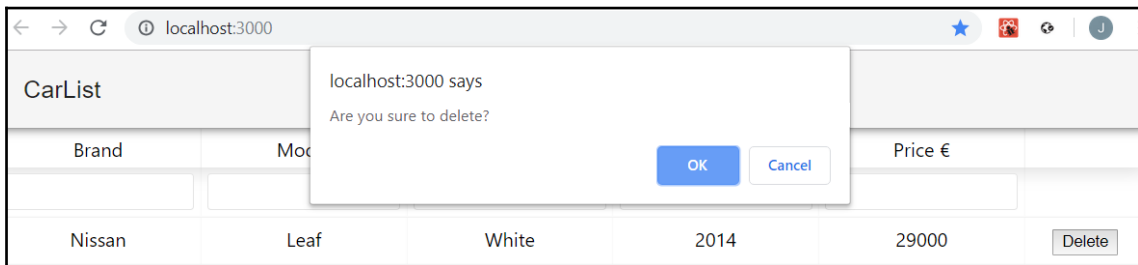 localhost:3000
J
CarList
localhost:3000 says
Are you sure to delete?
OK Cancel
Brand Price €
Nissan Leaf White 2014 29000 Delete